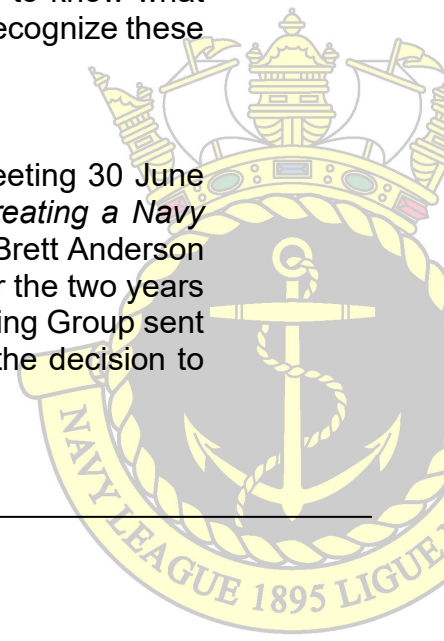 to know what
recognize these
eeting 30 June
reating a Navy
Brett Anderson
r the two years
ing Group sent
the decision to
NAVY LEAGUE 1895 LIGUE